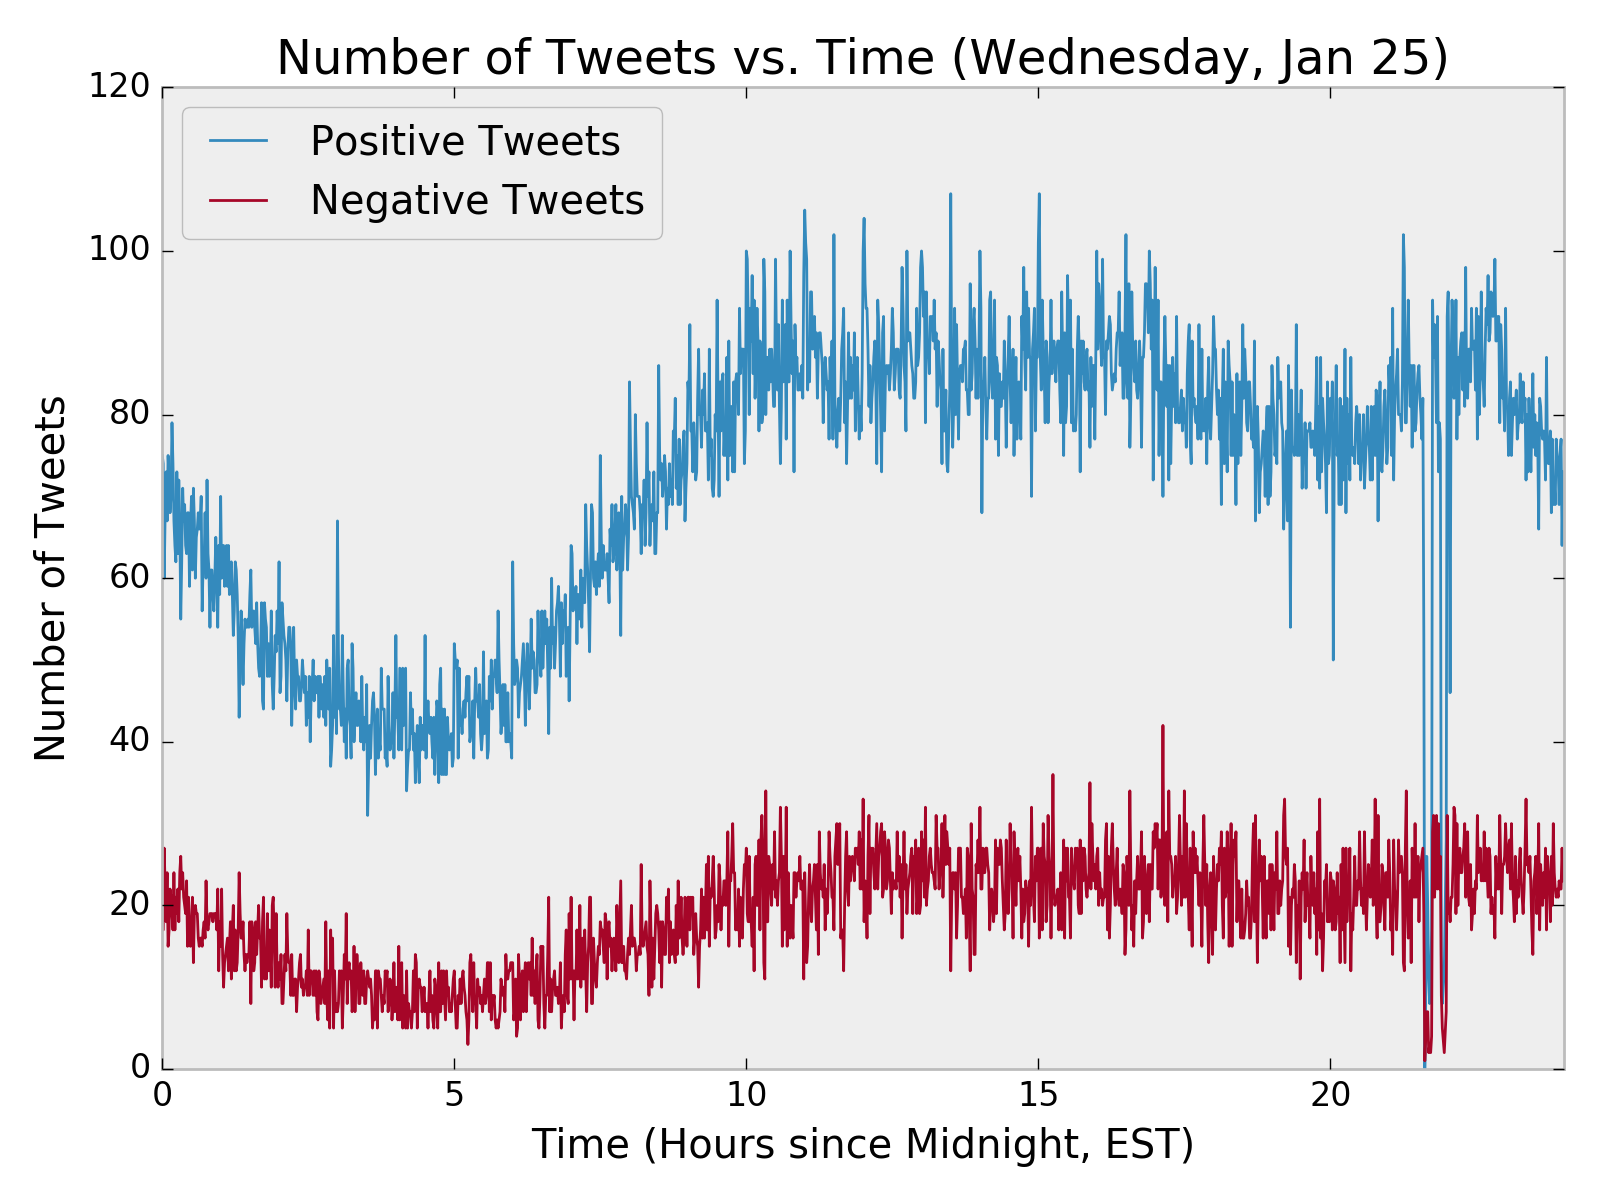 Number of Tweets vs. Time (Wednesday, Jan 25)
120
100
80
60
40
20
0
Number of Tweets
Positive Tweets
Negative Tweets
0 5 10 15 20
Time (Hours since Midnight, EST)